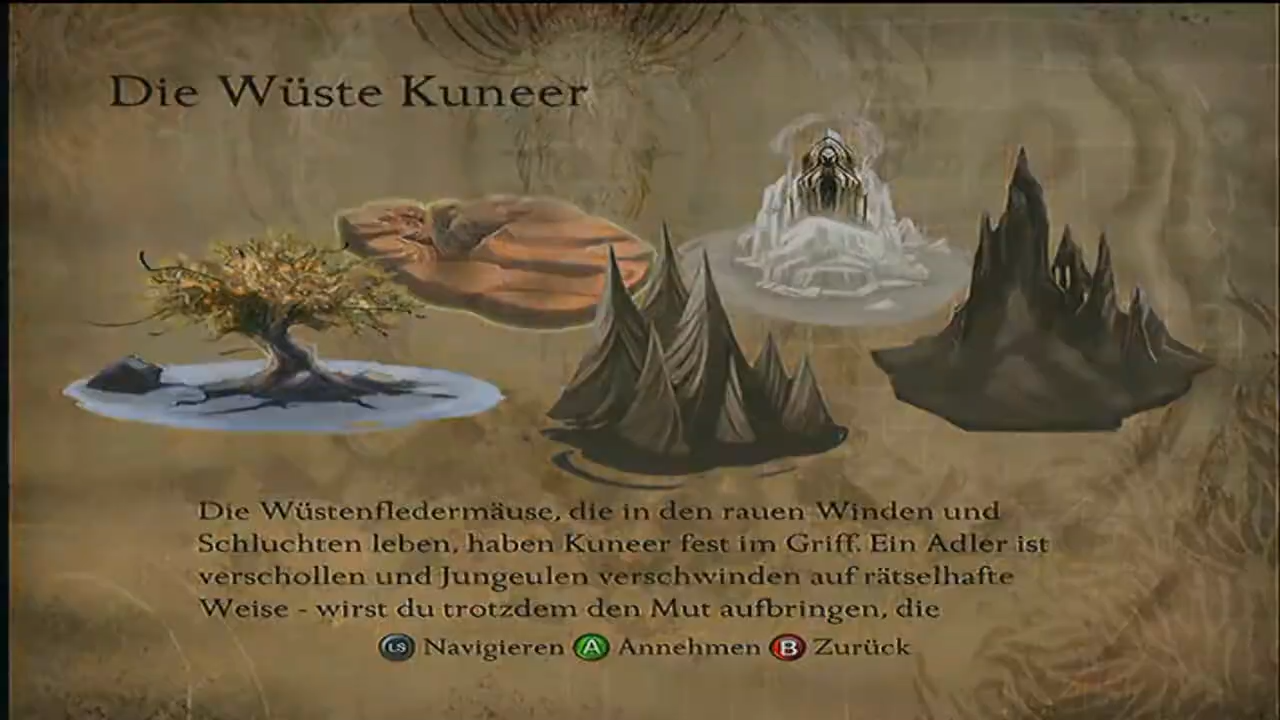 Die Wüste Kuneer
Die Wüstenfledermäuse, die in den rauen Winden und
Schluchten leben, haben Kuneer fest im Griff. Ein Adler ist
verschollen und Jungeulen verschwinden auf rätselhafte
Weise - wirst du trotzdem den Mut aufbringen, die
LS Navigieren A Annehmen B Zurück